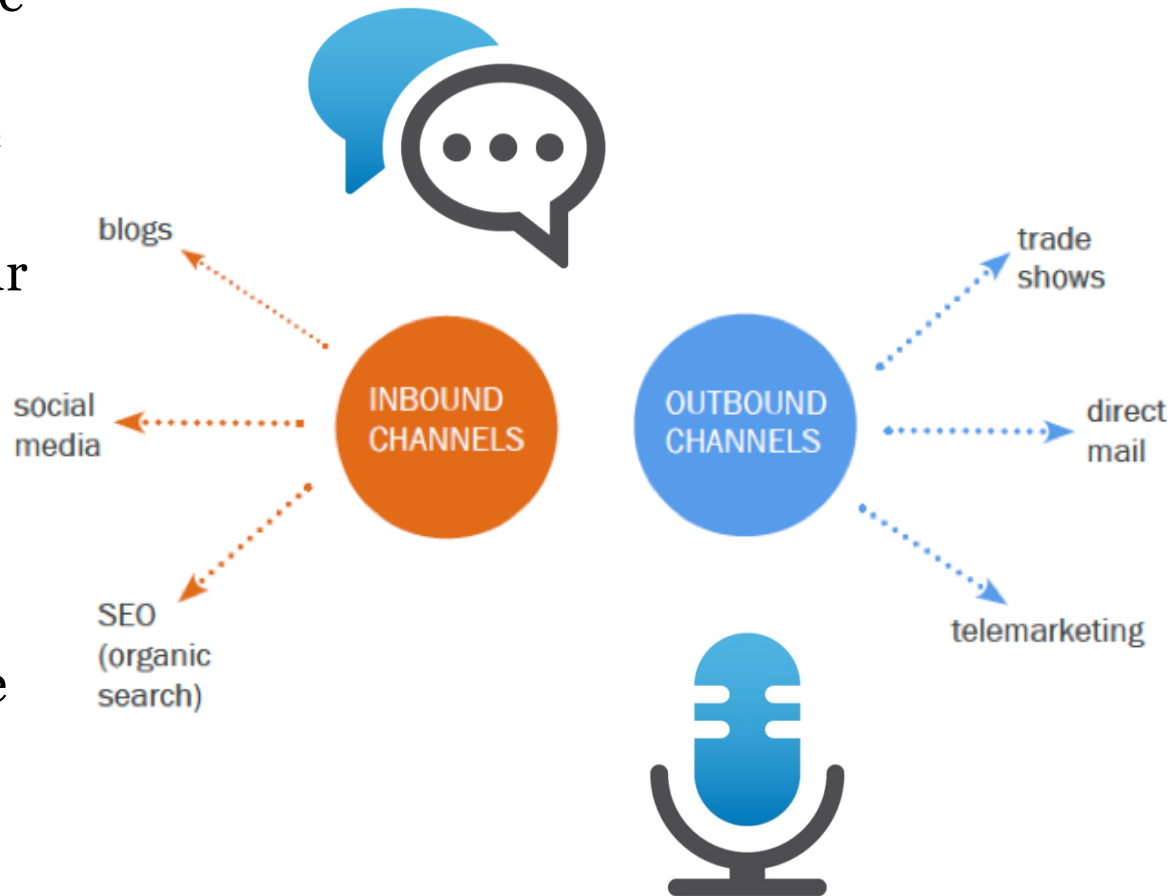 blogs
social
media
SEO
(organic
search)
INBOUND
CHANNELS
OUTBOUND
CHANNELS
trade
shows
direct
mail
telemarketing